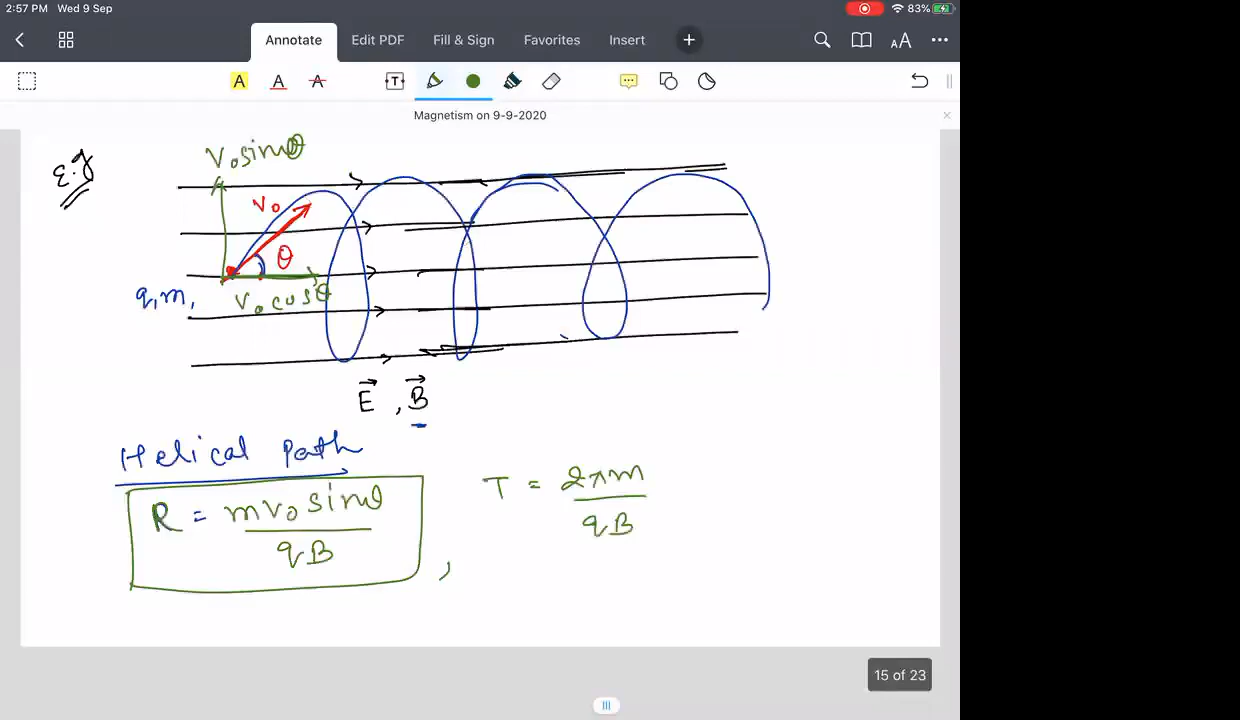 2:57 PM Wed 9 Sep 83%
Annotate Edit PDF Fill & Sign Favorites Insert
A A A T
Magnetism on 9-9-2020
E.g
V₀sinθ
V₀
θ
q,m,
V₀cosθ
E⃗ , B⃗
Helical Path
R = mv₀sinθ / qB ,
T = 2πm / qB
15 of 23